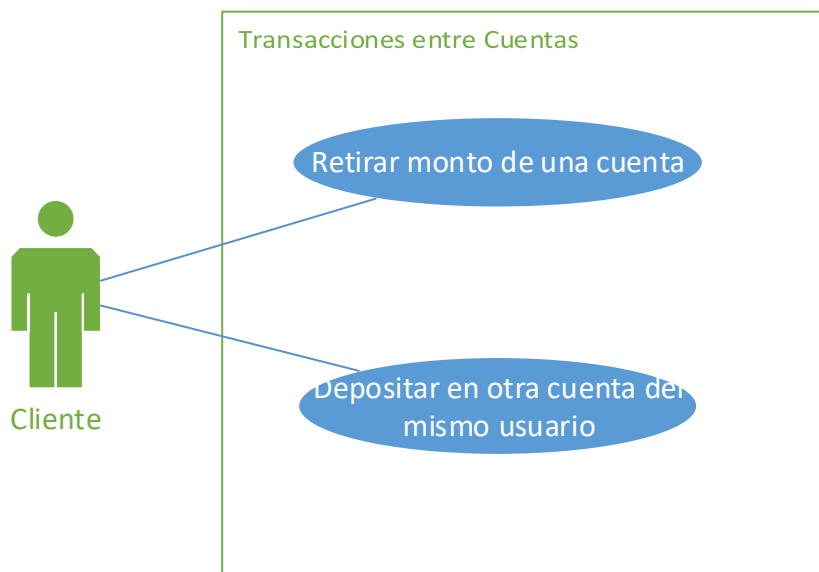 Transacciones entre Cuentas
Retirar monto de una cuenta
Depositar en otra cuenta del
mismo usuario
Cliente